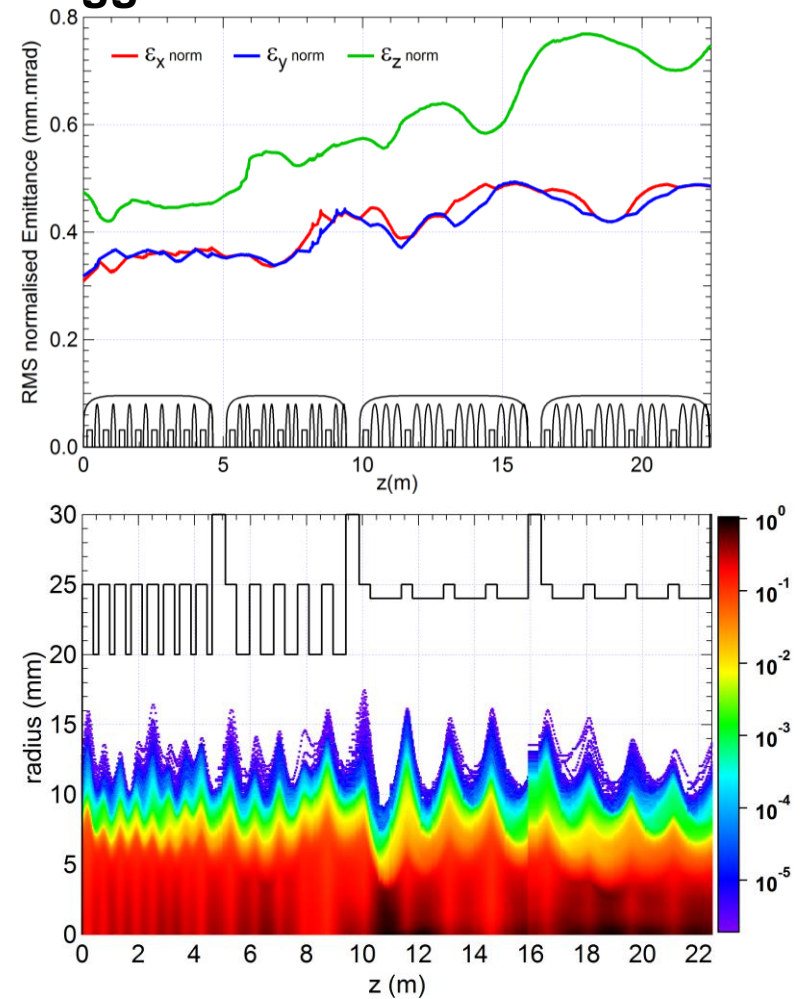 εx norm εy norm εz norm
RMS normalised Emittance (mm.mrad)
0.8
0.6
0.4
0.2
0.0
0 5 10 15 20
z(m)
radius (mm)
30
25
20
15
10
5
0
0 2 4 6 8 10 12 14 16 18 20 22
z (m)
10^0
10^-1
10^-2
10^-3
10^-4
10^-5